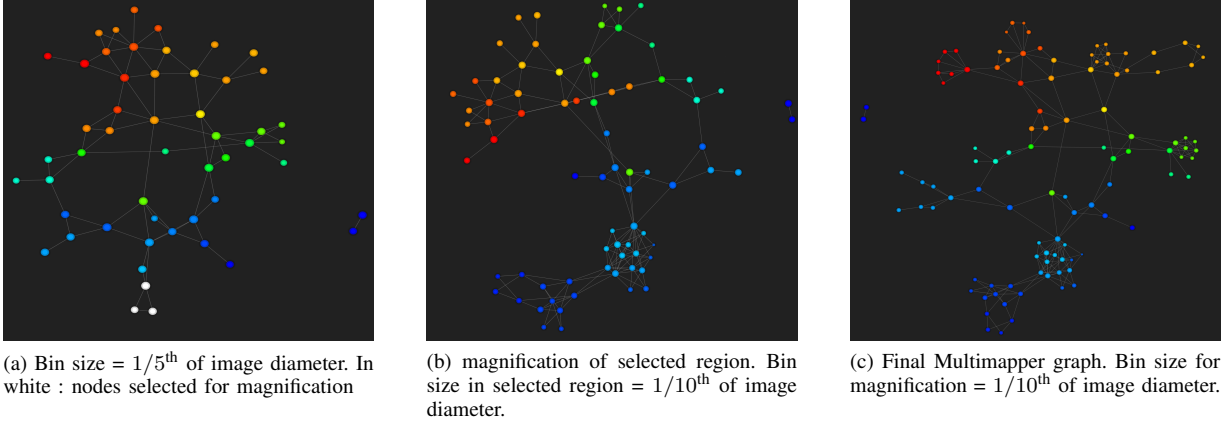 (a) Bin size = 1/5th of image diameter. In
white : nodes selected for magnification
(b) magnification of selected region. Bin
size in selected region = 1/10th of image
diameter.
(c) Final Multimapper graph. Bin size for
magnification = 1/10th of image diameter.